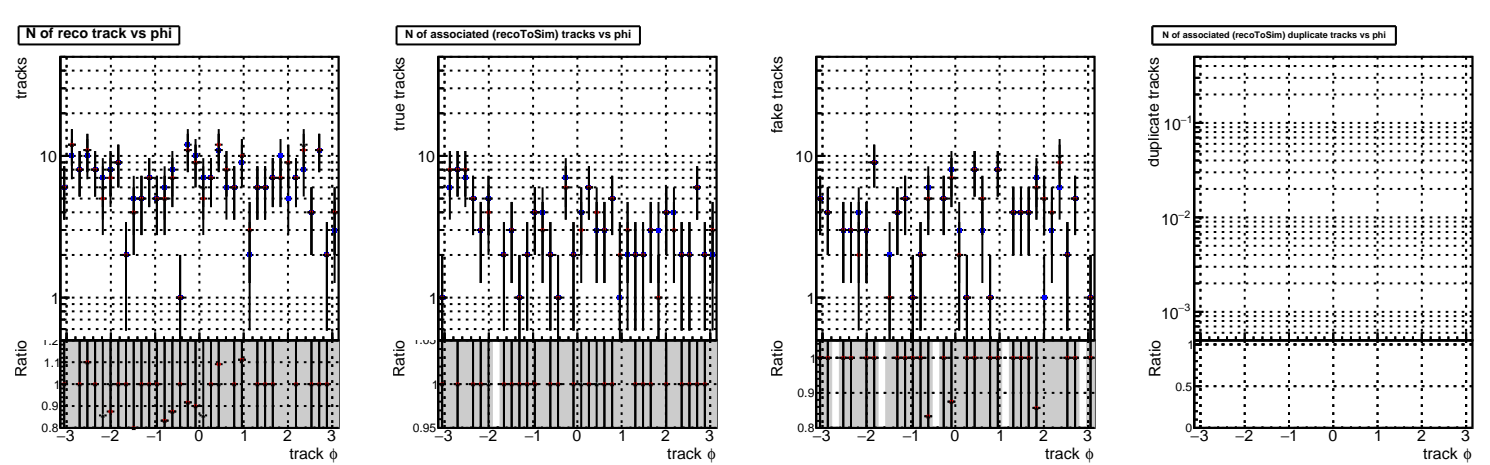 N of reco track vs phi
tracks
10
1
Ratio
1.2
1.1
1
0.9
0.8
−3 −2 −1 0 1 2 3
track ϕ
N of associated (recoToSim) tracks vs phi
true tracks
10
1
Ratio
1.05
1
0.95
−3 −2 −1 0 1 2 3
track ϕ
fake tracks
10
1
Ratio
1
0.9
0.8
−3 −2 −1 0 1 2 3
track ϕ
N of associated (recoToSim) duplicate tracks vs phi
duplicate tracks
10−1
10−2
10−3
Ratio
1
0.5
0
−3 −2 −1 0 1 2 3
track ϕ